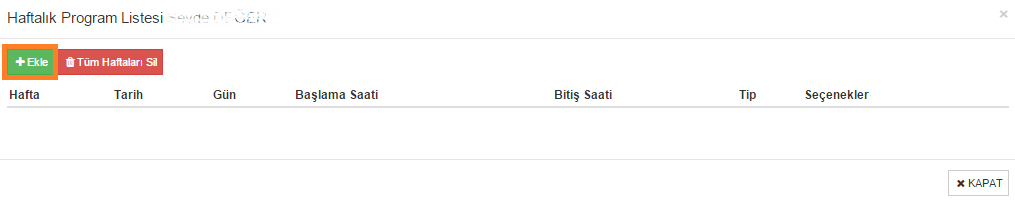 Haftalık Program Listesi
×
Ekle Tüm Haftaları Sil
Hafta Tarih Gün Başlama Saati Bitiş Saati Tip Seçenekler
KAPAT